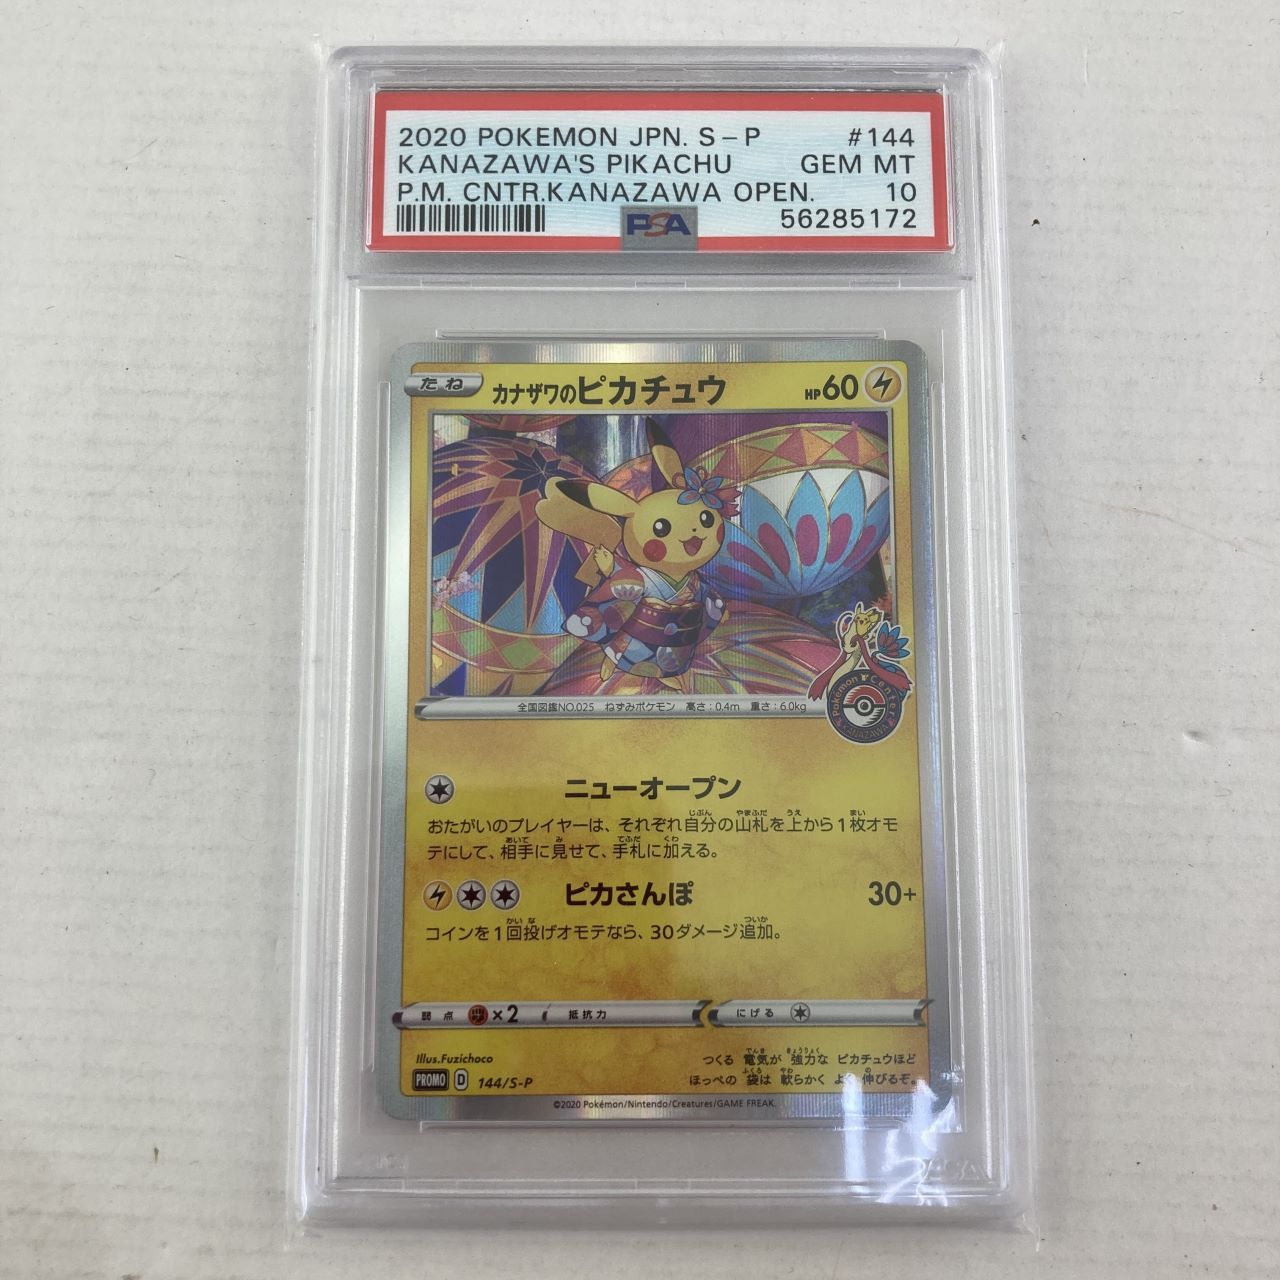 2020 POKEMON JPN. S-P #144
KANAZAWA'S PIKACHU GEM MT
P.M. CNTR.KANAZAWA OPEN. 10
PSA 56285172
たね カナザワのピカチュウ HP60
Pokémon Center
KANAZAWA
全国図鑑NO.025 ねずみポケモン 高さ:0.4m 重さ:6.0kg
ニューオープン
おたがいのプレイヤーは、それぞれ自分の山札を上から1枚オモ
テにして、相手に見せて、手札に加える。
ピカさんぽ 30+
コインを1回投げオモテなら、30ダメージ追加。
弱点 ×2 抵抗力 にげる
Illus.Fuzichoco
つくる 電気が 強力な ピカチュウほど
ほっぺの 袋は 軟らかく よく 伸びるぞ。
PROMO D 144/S-P
©2020 Pokémon/Nintendo/Creatures/GAME FREAK.